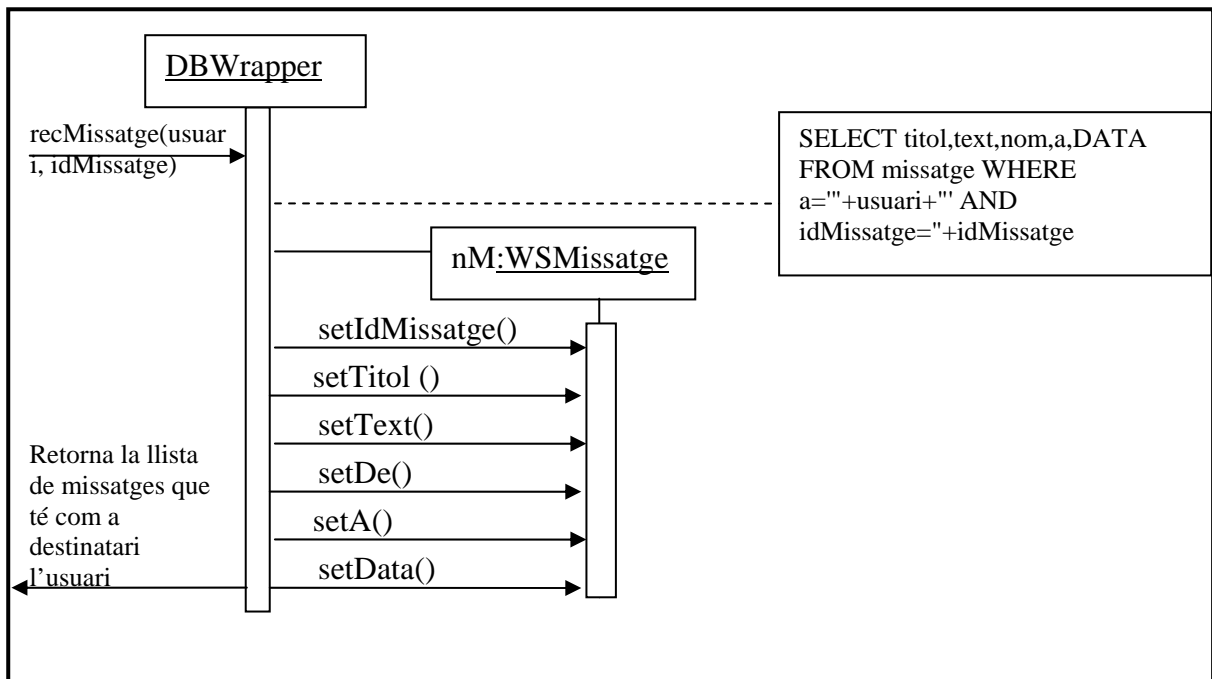 DBWrapper
recMissatge(usuar
i, idMissatge)
SELECT titol,text,nom,a,DATA
FROM missatge WHERE
a='"+usuari+"' AND
idMissatge="+idMissatge
nM:WSMissatge
setIdMissatge()
setTitol ()
setText()
setDe()
setA()
setData()
Retorna la llista
de missatges que
té com a
destinatari
l’usuari